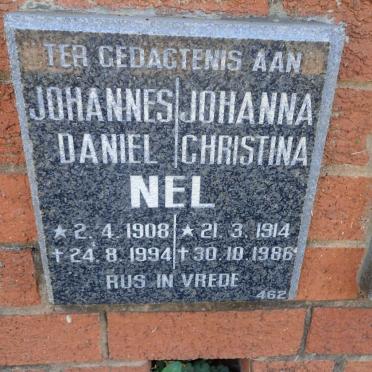 TER GEDAGTENIS AAN
JOHANNES JOHANNA
DANIEL CHRISTINA
NEL
★ 2.4.1908 ★ 21.3.1914
✝ 24.8.1994 ✝ 30.10.1986
RUS IN VREDE
462